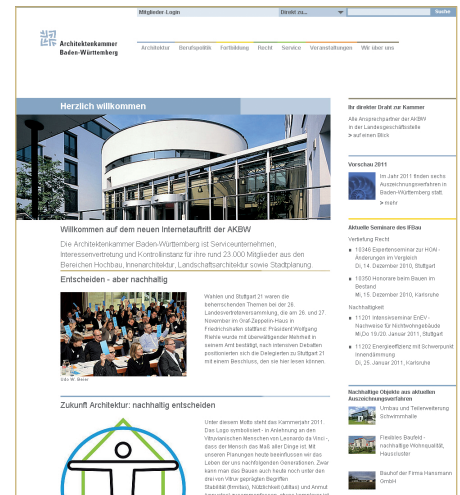 Mitglieder-Login
Direkt zu...
Suche
Architektenkammer
Baden-Württemberg
Architektur Berufspolitik Fortbildung Recht Service Veranstaltungen Wir über uns
Herzlich willkommen
Willkommen auf dem neuen Internetauftritt der AKBW
Die Architektenkammer Baden-Württemberg ist Serviceunternehmen,
Interessenvertretung und Kontrollinstanz für ihre rund 23.000 Mitglieder aus den
Bereichen Hochbau, Innenarchitektur, Landschaftsarchitektur sowie Stadtplanung.
Entscheiden - aber nachhaltig
Wahlen und Stuttgart 21 waren die
beherrschenden Themen bei der 26.
Landesvertreterversammlung, die am 26. und 27.
November im Graf-Zeppelin-Haus in
Friedrichshafen stattfand. Präsident Wolfgang
Riehle wurde mit überwältigender Mehrheit in
seinem Amt bestätigt, nach intensiven Debatten
positionierten sich die Delegierten zu Stuttgart 21
mit einem Beschluss, den sie hier lesen können.
Udo W. Beier
Zukunft Architektur: nachhaltig entscheiden
Unter diesem Motto steht das Kammerjahr 2011.
Das Logo symbolisiert - in Anlehnung an den
Vitruvianischen Menschen von Leonardo da Vinci -,
dass der Mensch das Maß aller Dinge ist. Mit
unseren Planungen heute beeinflussen wir das
Leben der uns nachfolgenden Generationen. Zwar
kann man das Bauen auch heute noch unter den
drei von Vitruv geprägten Begriffen
Stabilität (firmitas), Nützlichkeit (utilitas) und Anmut
Ihr direkter Draht zur Kammer
Alle Ansprechpartner der AKBW
in der Landesgeschäftsstelle
> auf einen Blick
Vorschau 2011
Im Jahr 2011 finden sechs
Auszeichnungsverfahren in
Baden-Württemberg statt.
> mehr
Aktuelle Seminare des IFBau
Vertiefung Recht
10346 Expertenseminar zur HOAI -
Änderungen im Vergleich
Di, 14. Dezember 2010, Stuttgart
10350 Honorare beim Bauen im
Bestand
Mi, 15. Dezember 2010, Karlsruhe
Nachhaltigkeit
11201 Intensivseminar EnEV -
Nachweise für Nichtwohngebäude
Mi,Do 19./20. Januar 2011, Stuttgart
11202 Energieeffizienz mit Schwerpunkt
Innendämmung
Di, 25. Januar 2011, Karlsruhe
Nachhaltige Objekte aus aktuellen
Auszeichnungsverfahren
Umbau und Teilerweiterung
Schwimmhalle
Flexibles Baufeld -
nachhaltige Wohnqualität,
Hauscluster
Bauhof der Firma Hansmann
GmbH